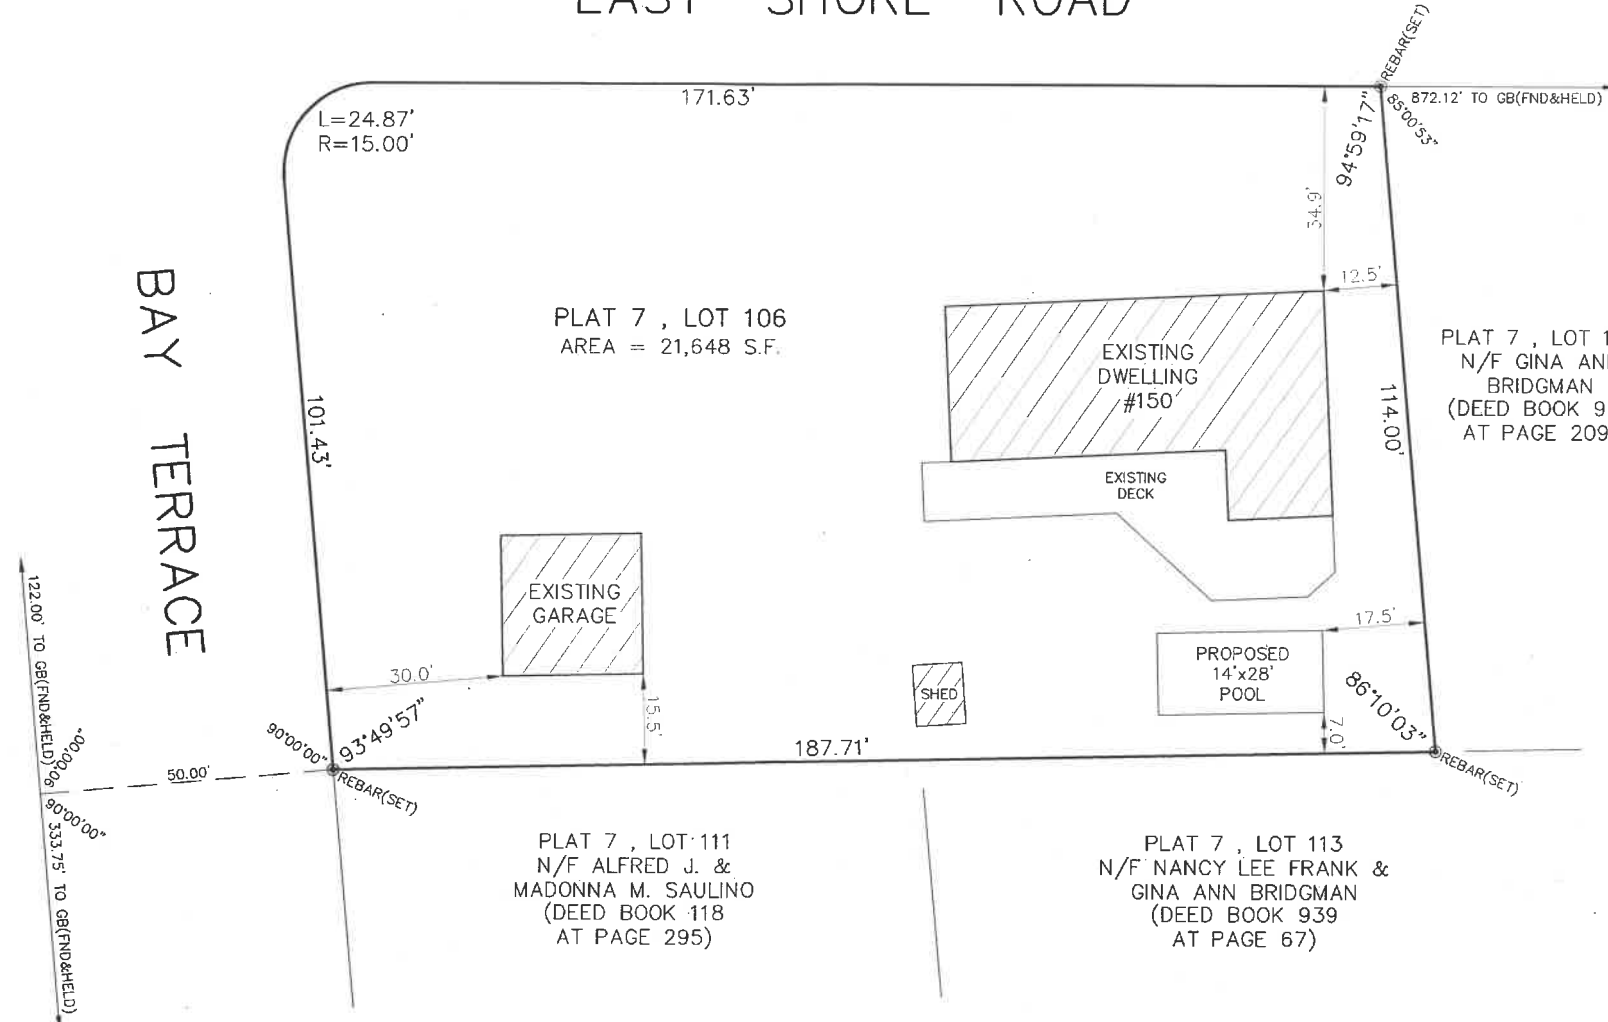 EAST SHORE ROAD
REBAR(SET)
171.63'
872.12' TO GB(FND&HELD)
L=24.87'
R=15.00'
94°59'17"
85°00'53"
34.9'
12.5'
BAY TERRACE
PLAT 7 , LOT 106
AREA = 21,648 S.F.
EXISTING
DWELLING
#150
PLAT 7 , LOT 1
N/F GINA ANN
BRIDGMAN
(DEED BOOK 9
AT PAGE 209
101.43'
114.00'
EXISTING
DECK
EXISTING
GARAGE
122.00' TO GB(FND&HELD)
17.5'
PROPOSED
14'x28'
POOL
30.0'
SHED
86°10'03"
15.5'
7.0'
93°49'57"
90°00'00"
90°00'00"
187.71'
50.00'
REBAR(SET)
REBAR(SET)
90°00'00"
333.75' TO GB(FND&HELD)
PLAT 7 , LOT 111
N/F ALFRED J. &
MADONNA M. SAULINO
(DEED BOOK 118
AT PAGE 295)
PLAT 7 , LOT 113
N/F NANCY LEE FRANK &
GINA ANN BRIDGMAN
(DEED BOOK 939
AT PAGE 67)